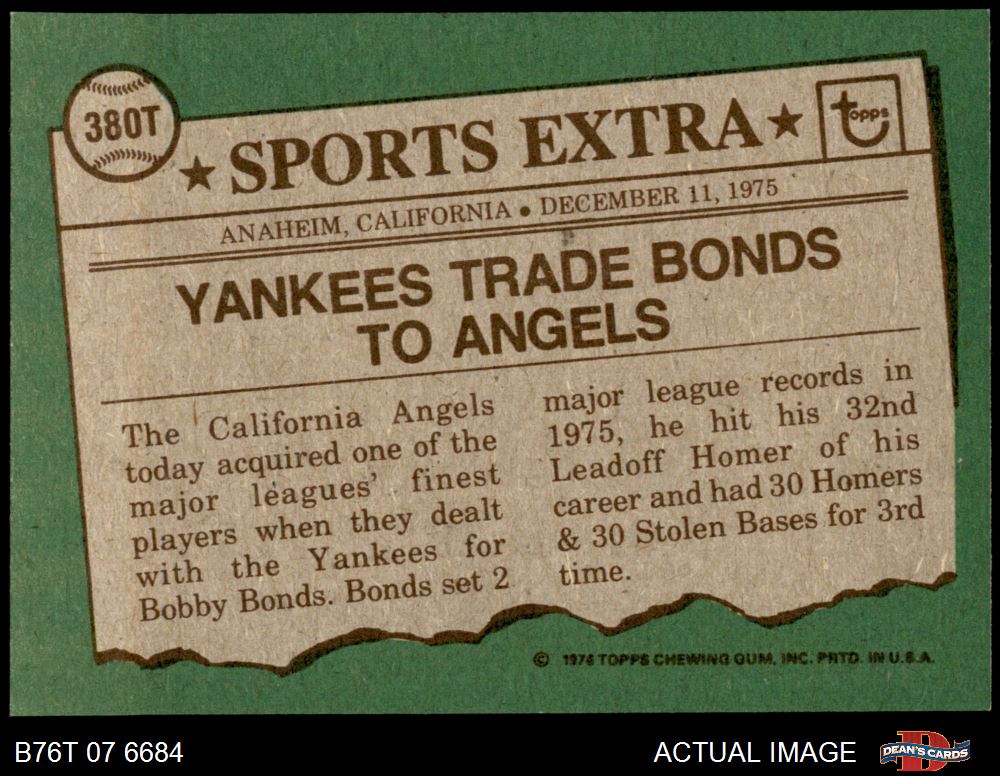 380T
★ SPORTS EXTRA ★
topps
ANAHEIM, CALIFORNIA • DECEMBER 11, 1975
YANKEES TRADE BONDS
TO ANGELS
The California Angels
today acquired one of the
major leagues' finest
players when they dealt
with the Yankees for
Bobby Bonds. Bonds set 2
major league records in
1975, he hit his 32nd
Leadoff Homer of his
career and had 30 Homers
& 30 Stolen Bases for 3rd
time.
© 1976 TOPPS CHEWING GUM, INC. PRTD. IN U.S.A.
B76T 07 6684
ACTUAL IMAGE
D
DEAN'S CARDS